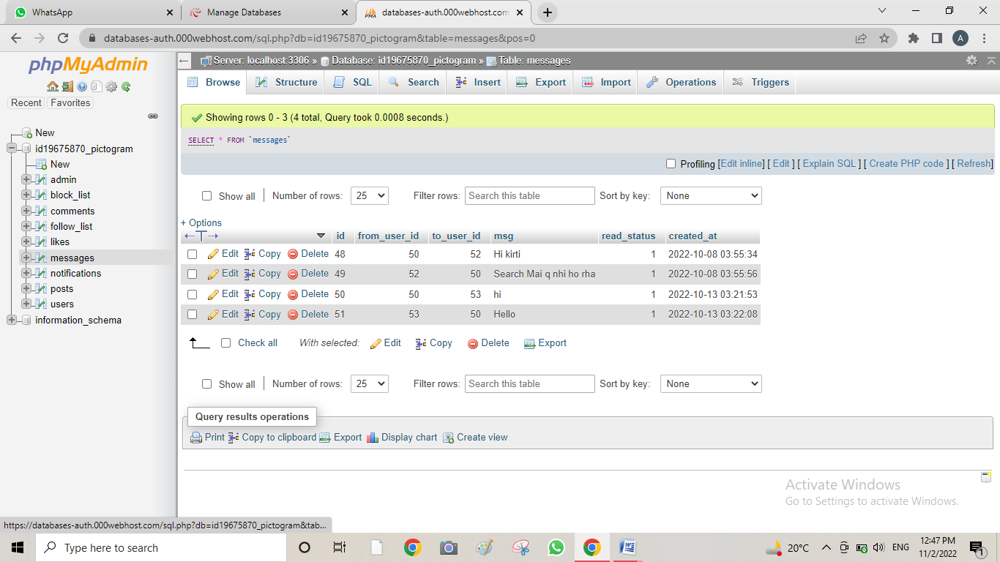 WhatsApp
Manage Databases
databases-auth.000webhost.com
databases-auth.000webhost.com/sql.php?db=id19675870_pictogram&table=messages&pos=0
A
phpMyAdmin
Recent Favorites
New
id19675870_pictogram
New
admin
block_list
comments
follow_list
likes
messages
notifications
posts
users
information_schema
Server: localhost:3306 » Database: id19675870_pictogram » Table: messages
Browse Structure SQL Search Insert Export Import Operations Triggers
Showing rows 0 - 3 (4 total, Query took 0.0008 seconds.)
SELECT * FROM `messages`
Profiling [Edit inline] [ Edit ] [ Explain SQL ] [ Create PHP code ] [ Refresh]
Show all Number of rows: 25 Filter rows: Search this table Sort by key: None
+ Options
id from_user_id to_user_id msg read_status created_at
Edit Copy Delete 48 50 52 Hi kirti 1 2022-10-08 03:55:34
Edit Copy Delete 49 52 50 Search Mai q nhi ho rha 1 2022-10-08 03:55:56
Edit Copy Delete 50 50 53 hi 1 2022-10-13 03:21:53
Edit Copy Delete 51 53 50 Hello 1 2022-10-13 03:22:08
Check all With selected: Edit Copy Delete Export
Show all Number of rows: 25 Filter rows: Search this table Sort by key: None
Query results operations
Print Copy to clipboard Export Display chart Create view
Activate Windows
Go to Settings to activate Windows.
https://databases-auth.000webhost.com/sql.php?db=id19675870_pictogram&tab...
Type here to search
20°C ENG 12:47 PM
11/2/2022
1